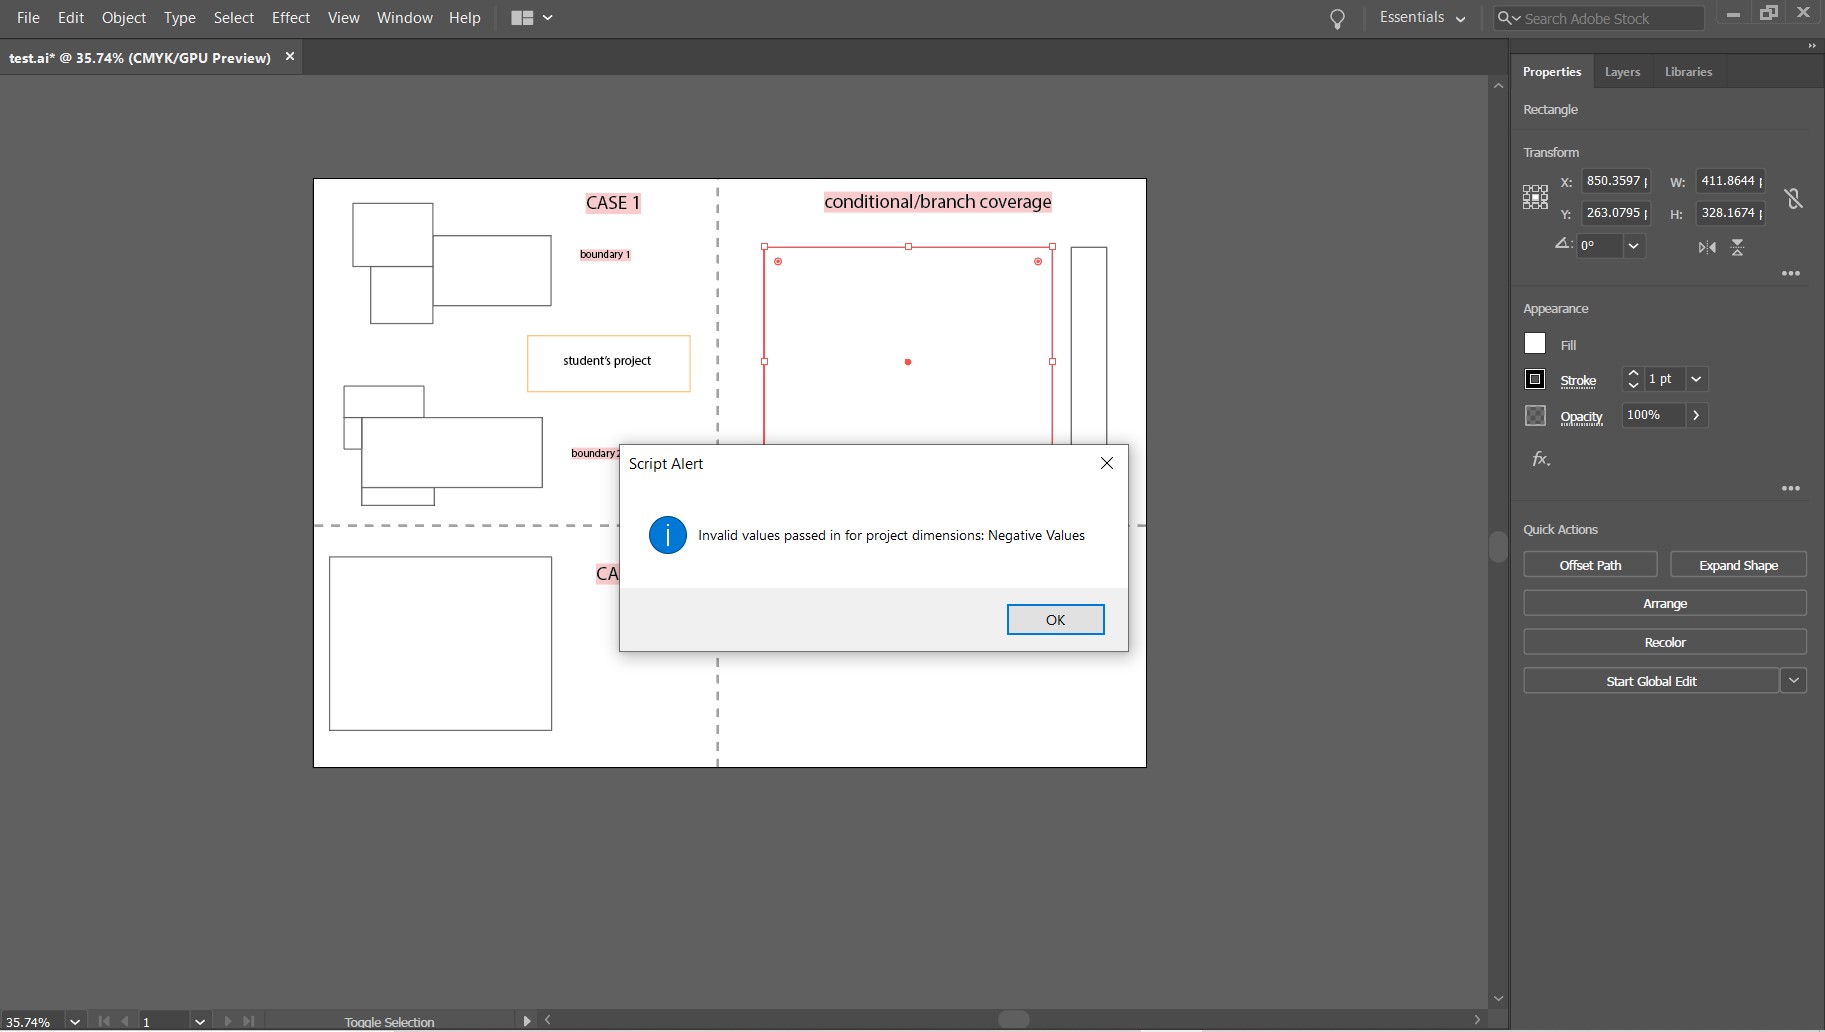 File Edit Object Type Select Effect View Window Help
Essentials
Search Adobe Stock
test.ai* @ 35.74% (CMYK/GPU Preview)
CASE 1
boundary 1
student's project
boundary
conditional/branch coverage
CA
Script Alert
Invalid values passed in for project dimensions: Negative Values
OK
Properties Layers Libraries
Rectangle
Transform
X: 850.3597 W: 411.8644
Y: 263.0795 H: 328.1674
0°
Appearance
Fill
Stroke 1 pt
Opacity 100%
fx.
Quick Actions
Offset Path Expand Shape
Arrange
Recolor
Start Global Edit
35.74% 1 Toggle Selection